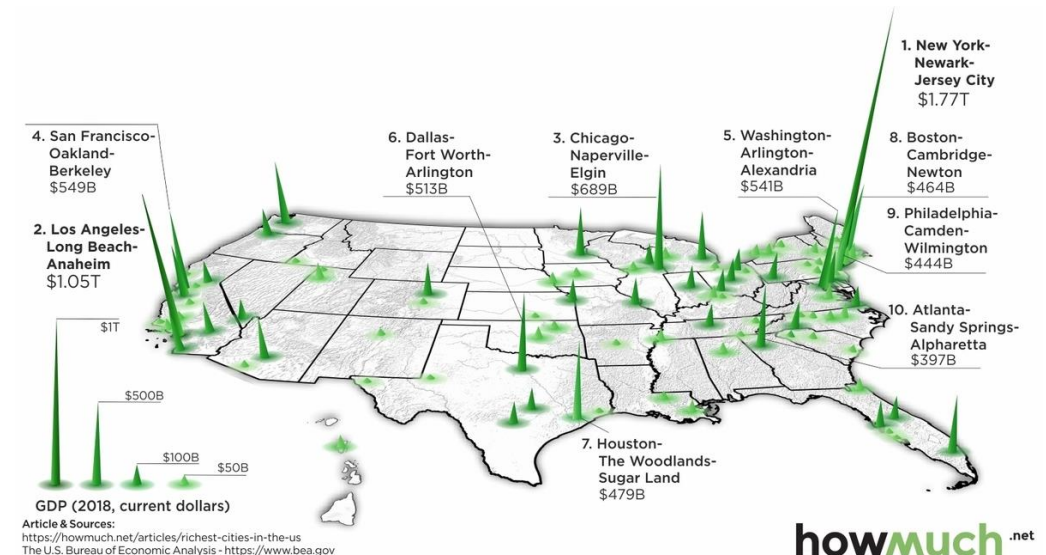 1. New York-
Newark-
Jersey City
$1.77T
4. San Francisco-
Oakland-
Berkeley
$549B
6. Dallas-
Fort Worth-
Arlington
$513B
3. Chicago-
Naperville-
Elgin
$689B
5. Washington-
Arlington-
Alexandria
$541B
8. Boston-
Cambridge-
Newton
$464B
2. Los Angeles-
Long Beach-
Anaheim
$1.05T
9. Philadelphia-
Camden-
Wilmington
$444B
10. Atlanta-
Sandy Springs-
Alpharetta
$397B
7. Houston-
The Woodlands-
Sugar Land
$479B
$1T
$500B
$100B
$50B
GDP (2018, current dollars)
Article & Sources:
https://howmuch.net/articles/richest-cities-in-the-us
The U.S. Bureau of Economic Analysis - https://www.bea.gov
howmuch.net